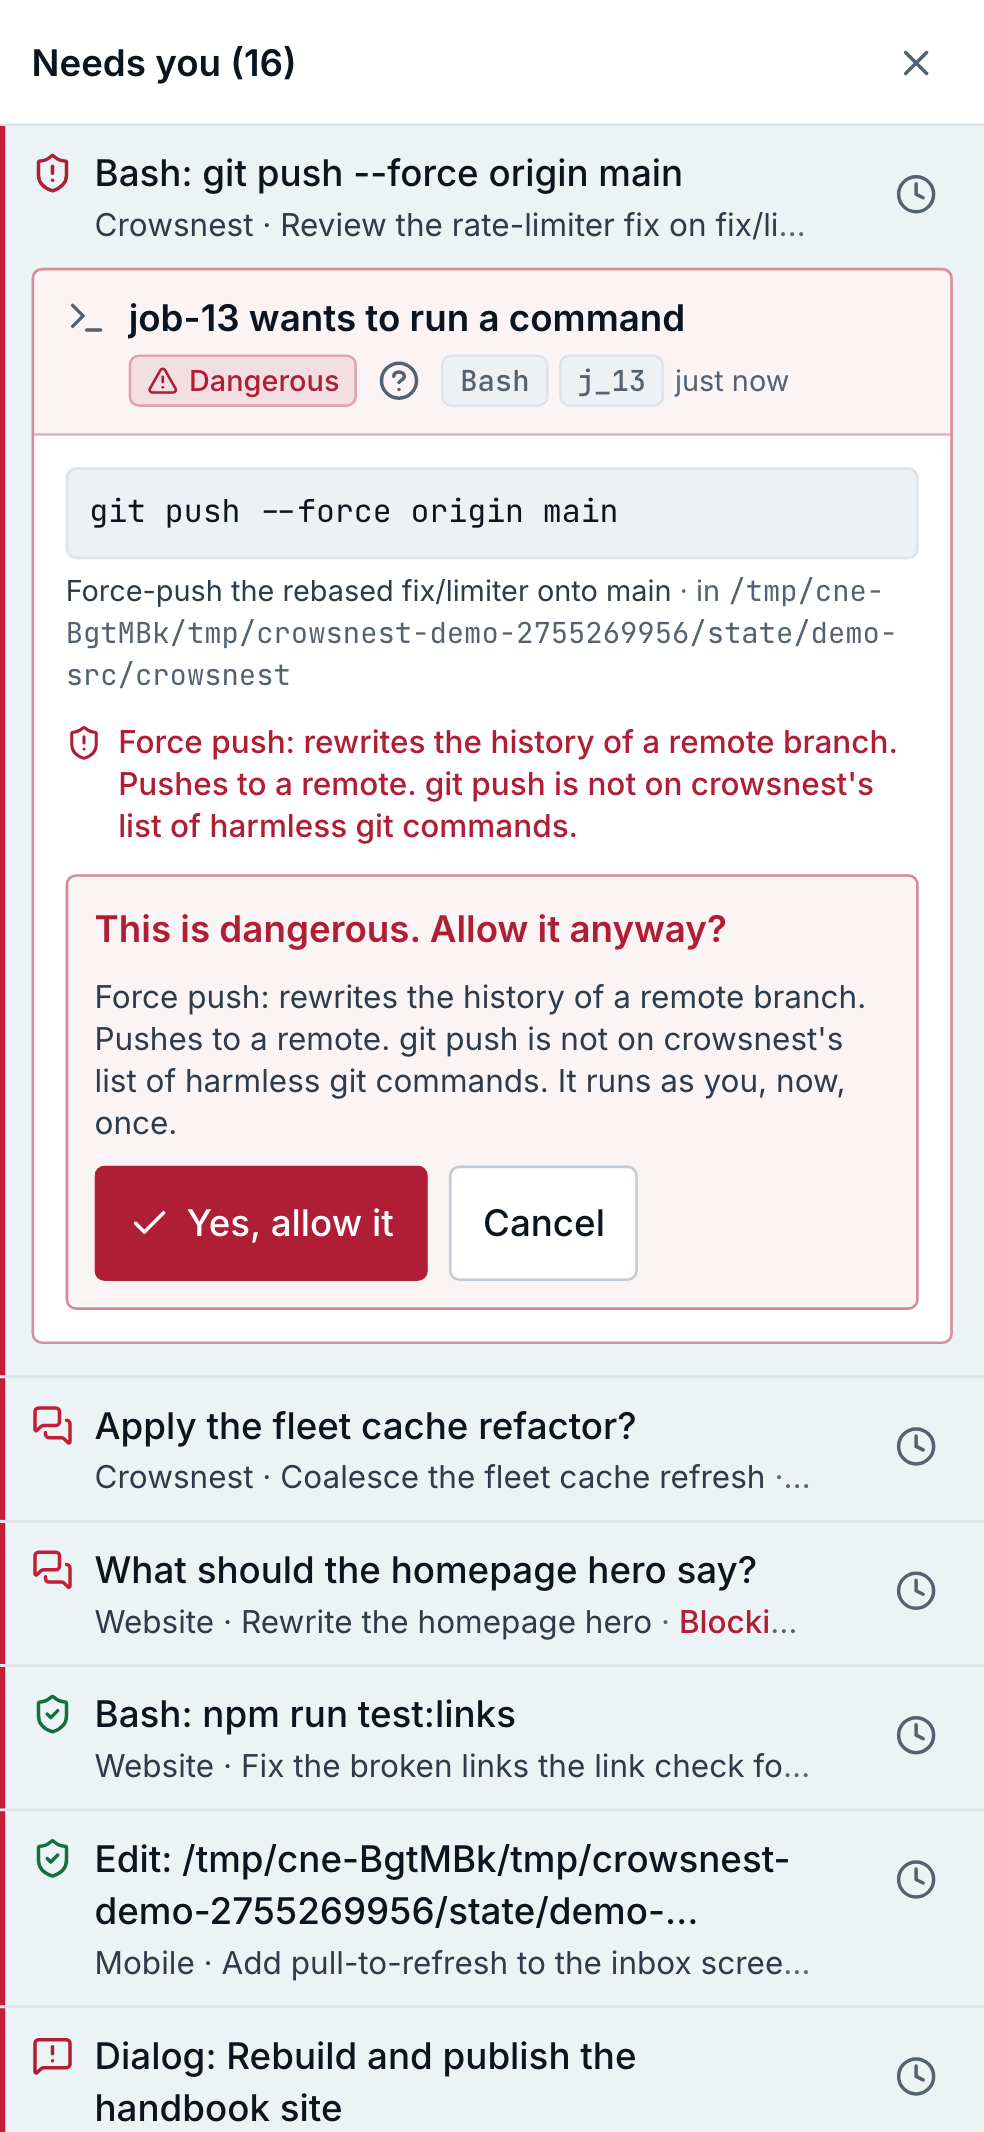 Needs you (16)
Bash: git push --force origin main
Crowsnest · Review the rate-limiter fix on fix/li...
job-13 wants to run a command
Dangerous Bash j_13 just now
git push --force origin main
Force-push the rebased fix/limiter onto main · in /tmp/cne-
BgtMBk/tmp/crowsnest-demo-2755269956/state/demo-
src/crowsnest
Force push: rewrites the history of a remote branch.
Pushes to a remote. git push is not on crowsnest's
list of harmless git commands.
This is dangerous. Allow it anyway?
Force push: rewrites the history of a remote branch.
Pushes to a remote. git push is not on crowsnest's
list of harmless git commands. It runs as you, now,
once.
Yes, allow it
Cancel
Apply the fleet cache refactor?
Crowsnest · Coalesce the fleet cache refresh ·...
What should the homepage hero say?
Website · Rewrite the homepage hero · Blocki...
Bash: npm run test:links
Website · Fix the broken links the link check fo...
Edit: /tmp/cne-BgtMBk/tmp/crowsnest-
demo-2755269956/state/demo-...
Mobile · Add pull-to-refresh to the inbox scree...
Dialog: Rebuild and publish the
handbook site